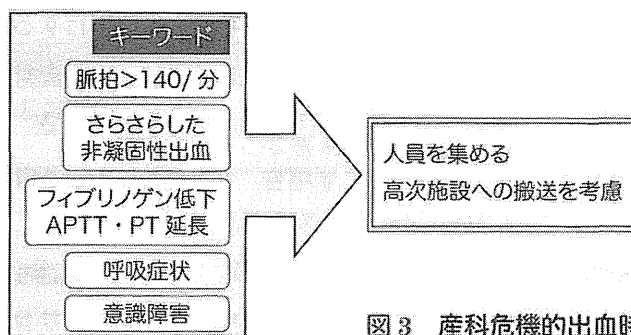 キーワード
脈拍>140/分
さらさらした
非凝固性出血
フィブリノゲン低下
APTT・PT延長
呼吸症状
意識障害
人員を集める
高次施設への搬送を考慮
図3 産科危機的出血時